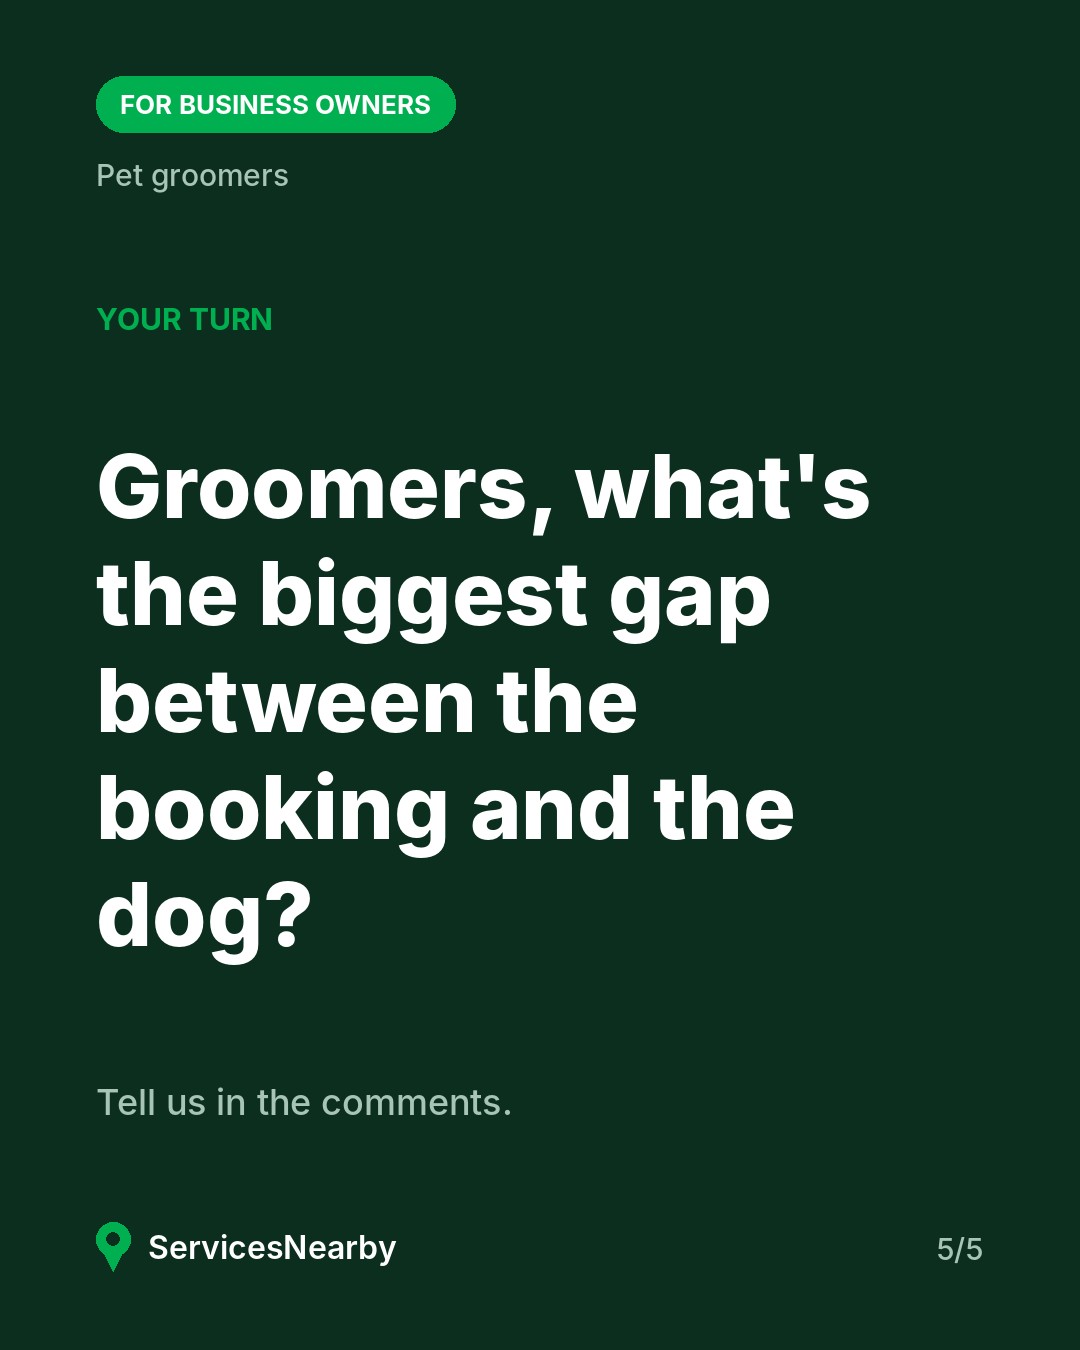 FOR BUSINESS OWNERS
Pet groomers
YOUR TURN
Groomers, what's
the biggest gap
between the
booking and the
dog?
Tell us in the comments.
ServicesNearby
5/5